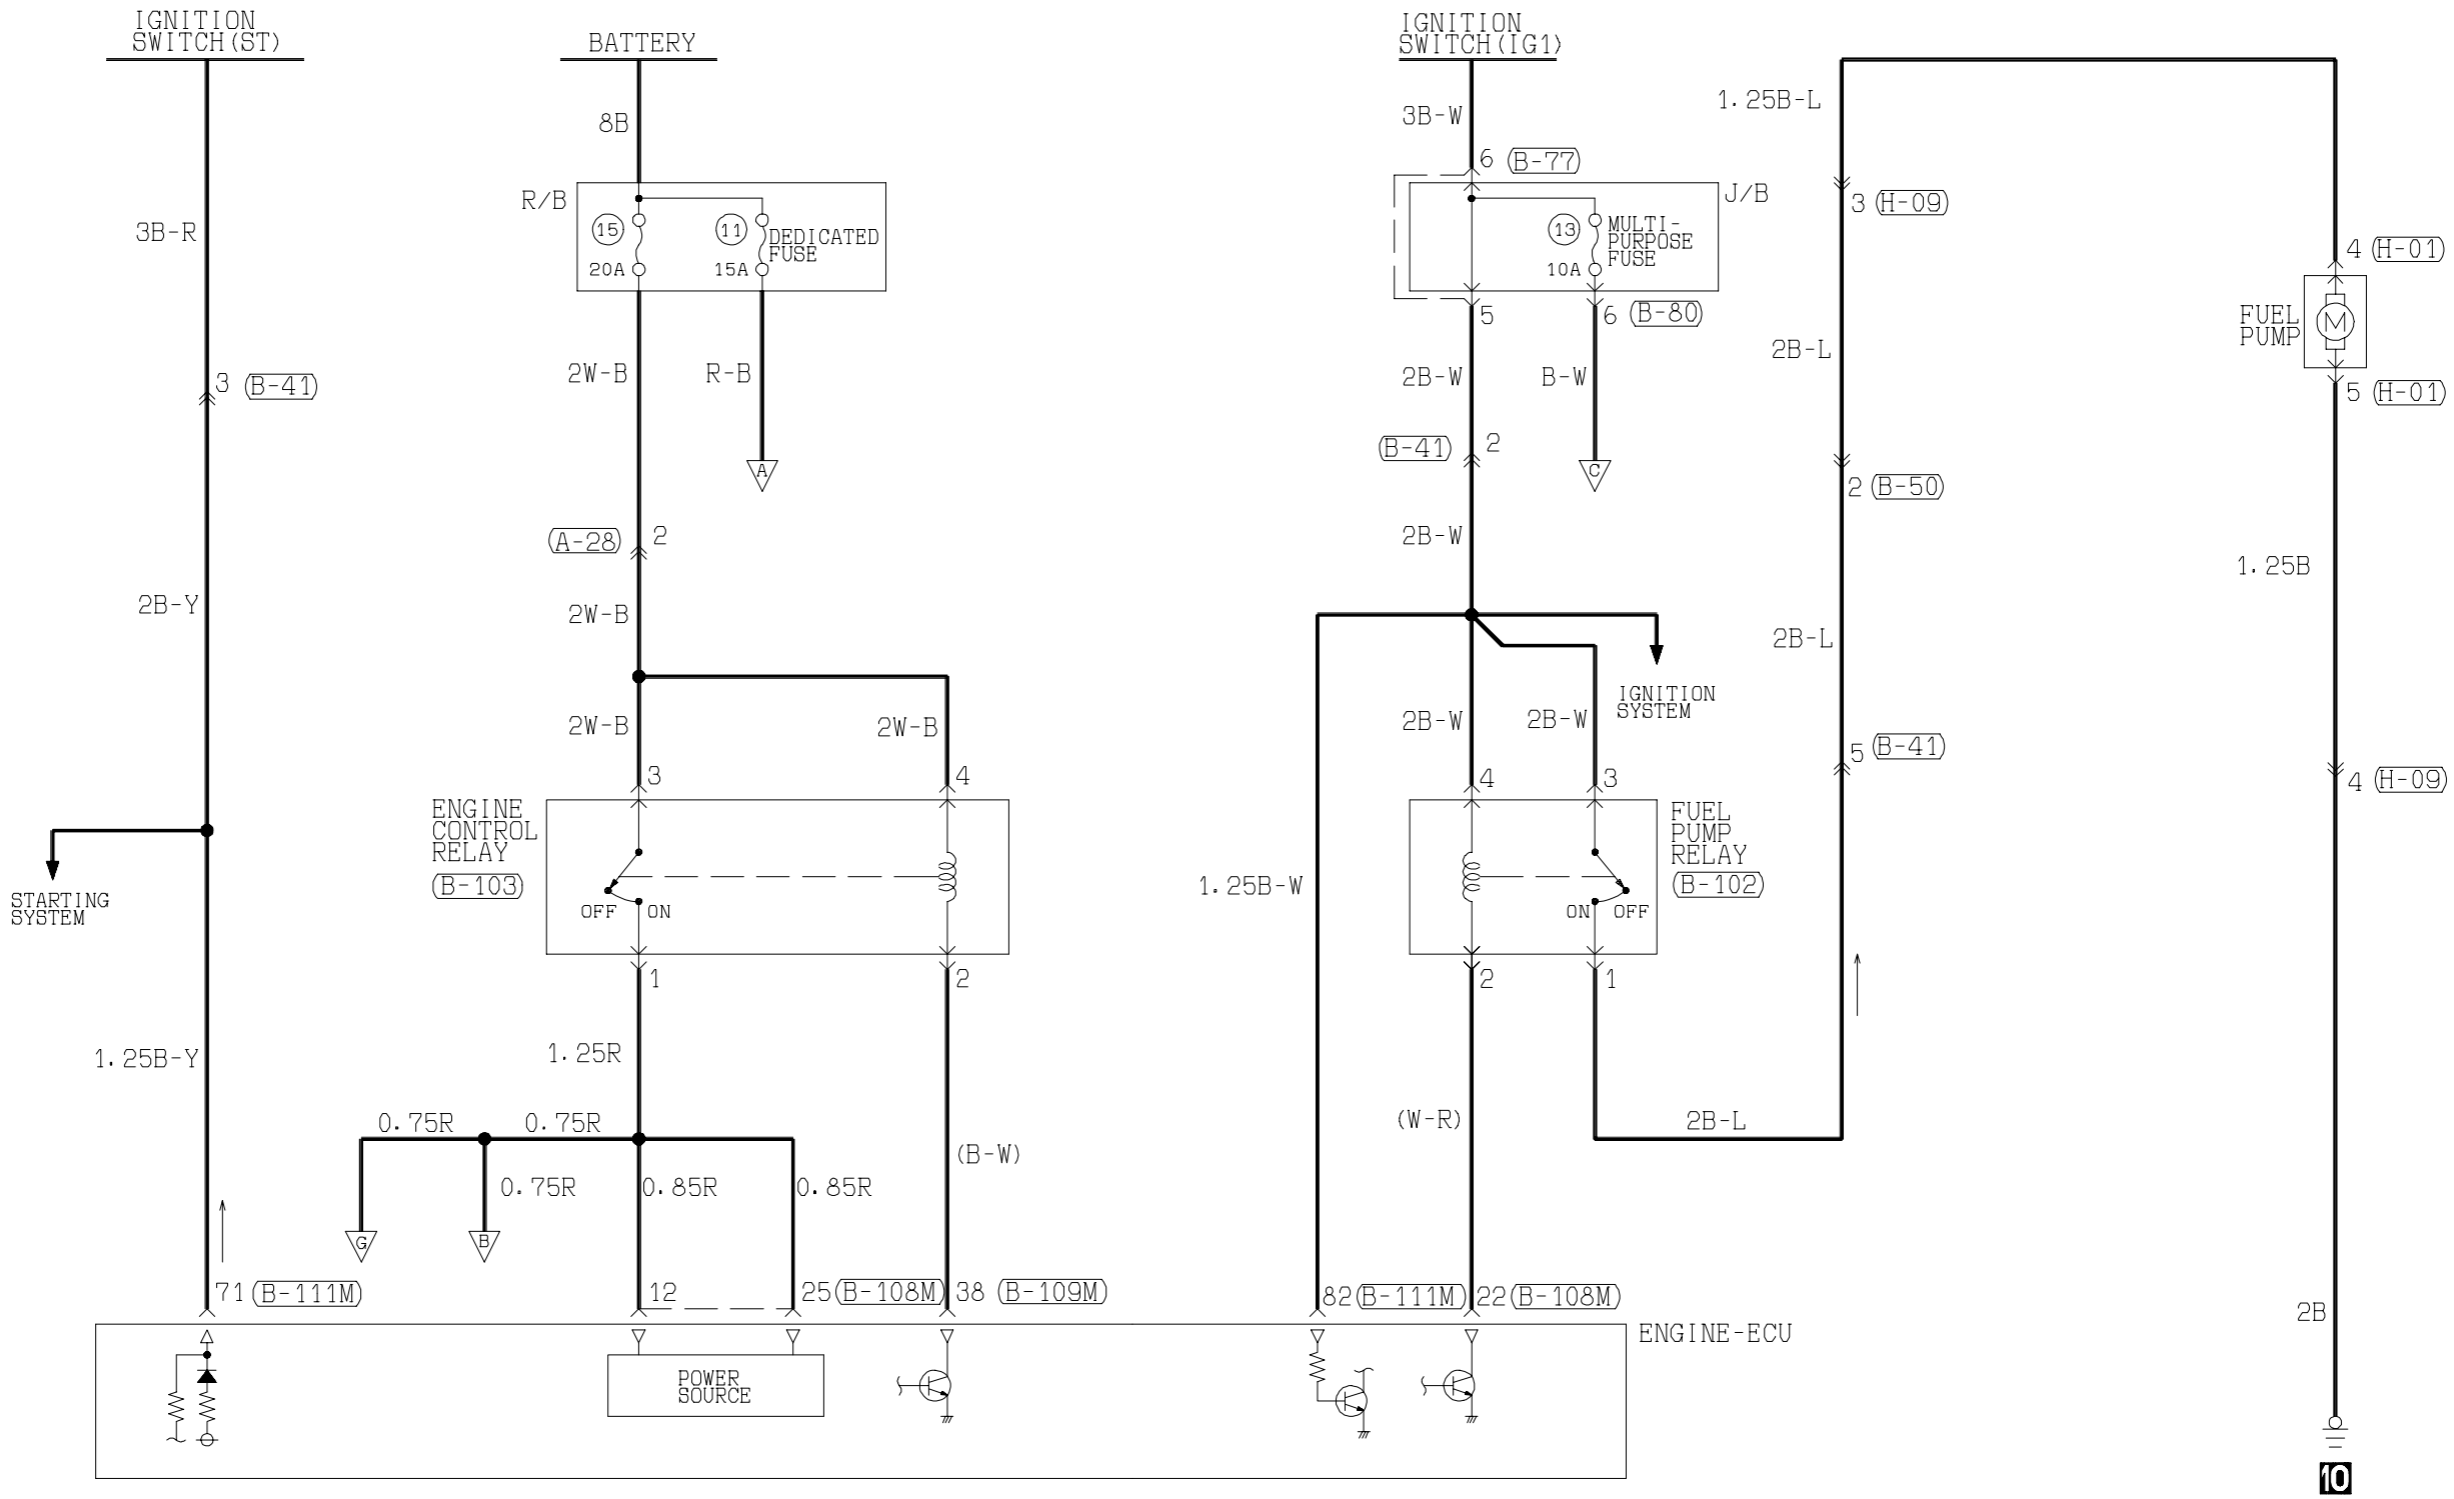 IGNITION
SWITCH(ST)
BATTERY
IGNITION
SWITCH(IG1)
1.25B-L
8B
3B-W
6 (B-77)
R/B
J/B
3 (H-09)
3B-R
15
11
DEDICATED
FUSE
20A
15A
13
MULTI-
PURPOSE
FUSE
10A
4 (H-01)
FUEL
PUMP
M
5
6 (B-80)
2W-B
R-B
2B-W
B-W
2B-L
3 (B-41)
5 (H-01)
(B-41) 2
A
C
2 (B-50)
(A-28) 2
2B-W
1.25B
2B-Y
2W-B
2B-L
IGNITION
SYSTEM
2W-B
2W-B
2B-W
2B-W
5 (B-41)
3
4
4
3
4 (H-09)
ENGINE
CONTROL
RELAY
(B-103)
OFF
ON
FUEL
PUMP
RELAY
(B-102)
ON
OFF
STARTING
SYSTEM
1.25B-W
1
2
2
1
1.25B-Y
1.25R
0.75R
0.75R
(B-W)
(W-R)
2B-L
0.75R
0.85R
0.85R
G
B
71 (B-111M)
12
25 (B-108M)
38 (B-109M)
82 (B-111M)
22 (B-108M)
2B
ENGINE-ECU
POWER
SOURCE
10